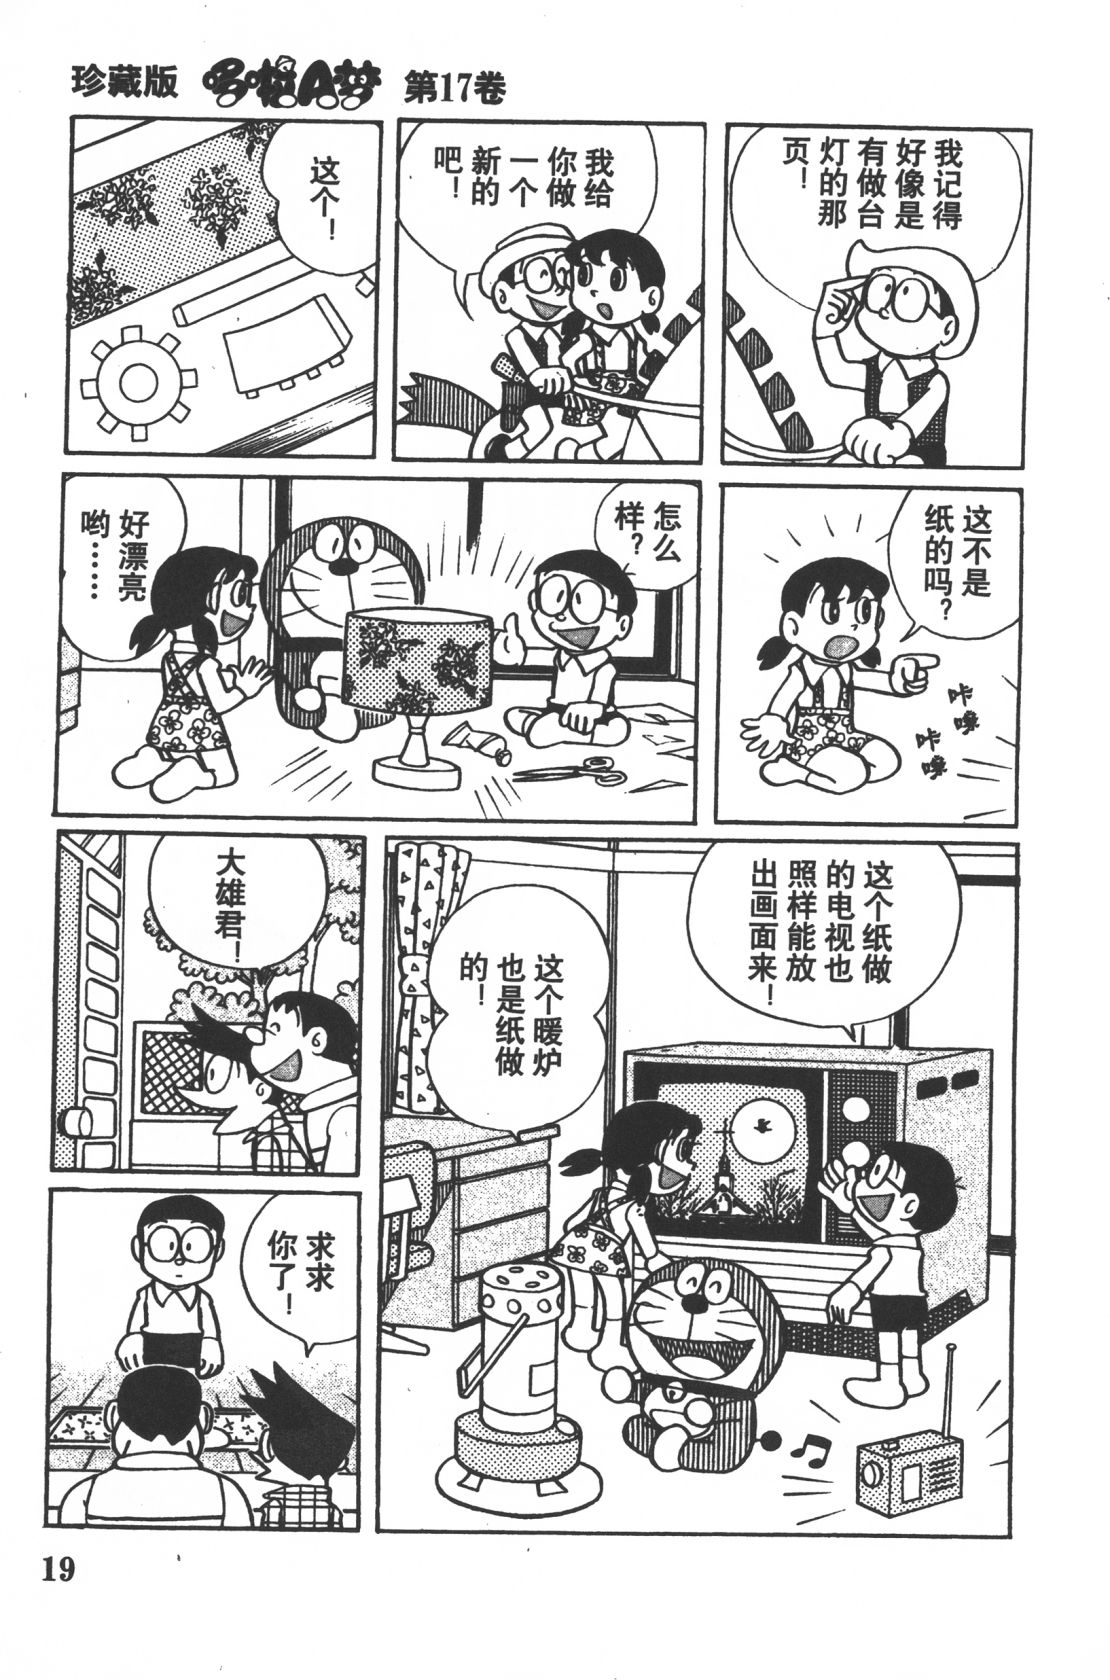 珍藏版 哆啦A梦 第17卷
我记得
好像是
有做台
灯的那
页！
我给
你做
一个
新的
吧！
这个！
这不是
纸的吗？
咔嚓
咔嚓
怎么
样？
好漂亮
哟……
这个纸做
的电视也
照样能放
出画面来！
这个暖炉
也是纸做
的！
大雄君！
求求
你了！
19